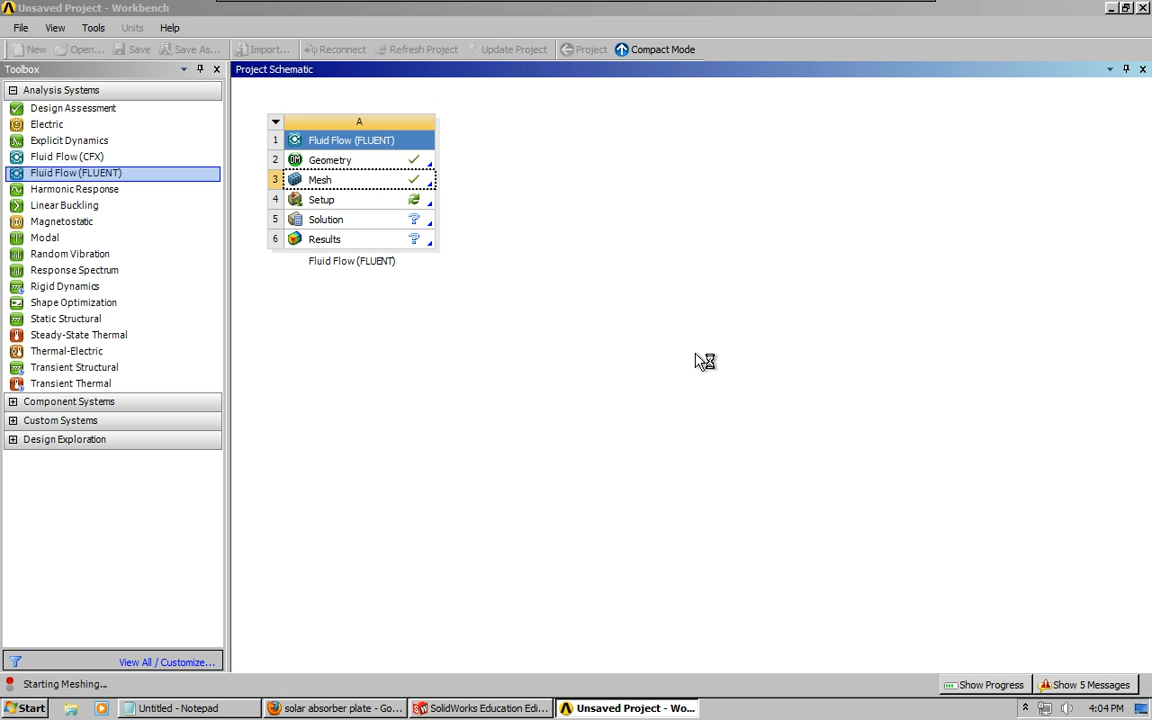 Unsaved Project - Workbench
File View Tools Units Help
New Open... Save Save As... Import... Reconnect Refresh Project Update Project Project Compact Mode
Toolbox
Project Schematic
Analysis Systems
Design Assessment
Electric
Explicit Dynamics
Fluid Flow (CFX)
Fluid Flow (FLUENT)
Harmonic Response
Linear Buckling
Magnetostatic
Modal
Random Vibration
Response Spectrum
Rigid Dynamics
Shape Optimization
Static Structural
Steady-State Thermal
Thermal-Electric
Transient Structural
Transient Thermal
Component Systems
Custom Systems
Design Exploration
A
1 Fluid Flow (FLUENT)
2 Geometry
3 Mesh
4 Setup
5 Solution ?
6 Results ?
Fluid Flow (FLUENT)
View All / Customize...
Starting Meshing...
Show Progress
Show 5 Messages
Start
Untitled - Notepad
solar absorber plate - Go...
SolidWorks Education Edi...
Unsaved Project - Wo...
4:04 PM